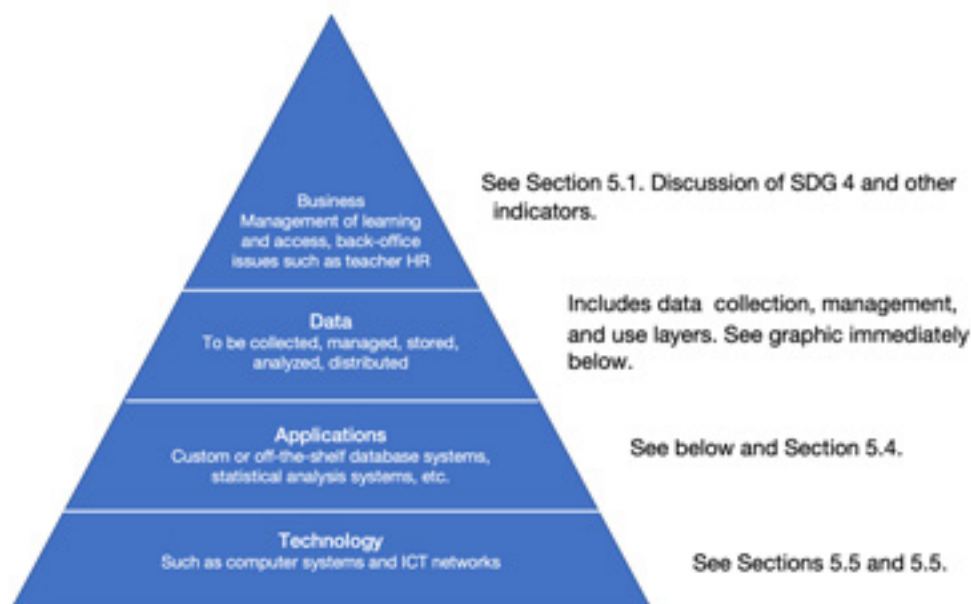 Business
Management of learning
and access, back-office
issues such as teacher HR
See Section 5.1. Discussion of SDG 4 and other
indicators.
Data
To be collected, managed, stored,
analyzed, distributed
Includes data collection, management,
and use layers. See graphic immediately
below.
Applications
Custom or off-the-shelf database systems,
statistical analysis systems, etc.
See below and Section 5.4.
Technology
Such as computer systems and ICT networks
See Sections 5.5 and 5.5.